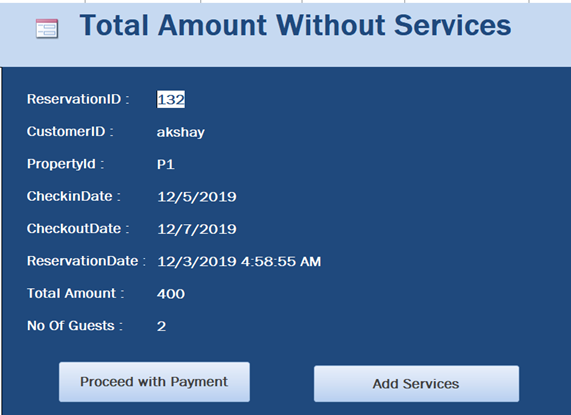 Total Amount Without Services
ReservationID : 132
CustomerID : akshay
PropertyId : P1
CheckinDate : 12/5/2019
CheckoutDate : 12/7/2019
ReservationDate : 12/3/2019 4:58:55 AM
Total Amount : 400
No Of Guests : 2
Proceed with Payment
Add Services